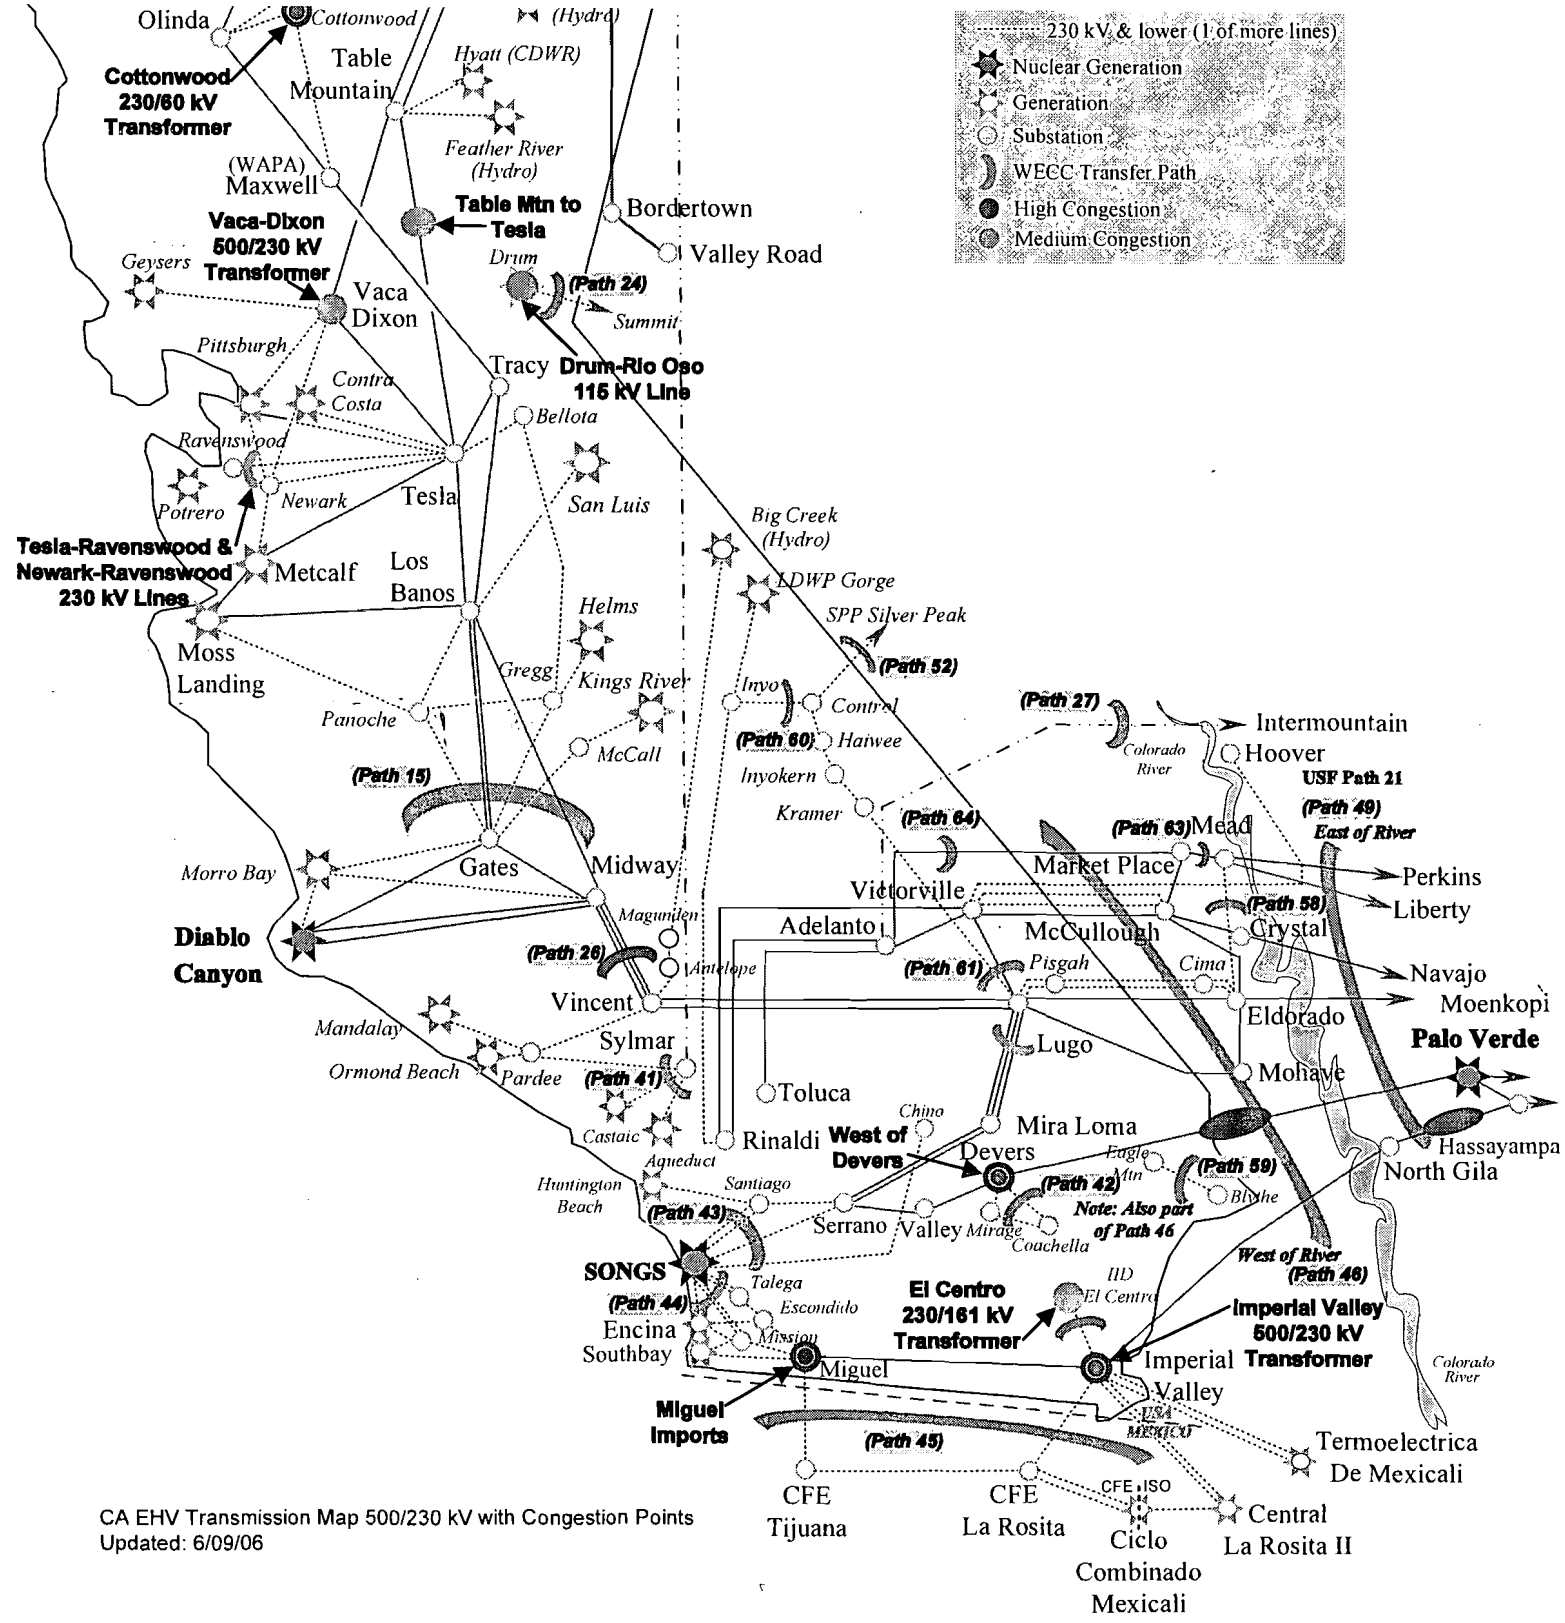 Olinda
Cottonwood
(Hydro)
Table
Mountain
Hyatt (CDWR)
Cottonwood
230/60 kV
Transformer
Feather River
(Hydro)
(WAPA)
Maxwell
230 kV & lower (1 of more lines)
Nuclear Generation
Generation
Substation
WECC Transfer Path
High Congestion
Medium Congestion
Vaca-Dixon
500/230 kV
Transformer
Table Mtn to
Tesla
Bordertown
Valley Road
Geysers
Drum
(Path 24)
Summit
Vaca
Dixon
Pittsburgh
Contra
Costa
Tracy
Drum-Rio Oso
115 kV Line
Bellota
Ravenswood
Newark
Potrero
Tesla
San Luis
Tesla-Ravenswood &
Newark-Ravenswood
230 kV Lines
Metcalf
Los
Banos
Big Creek
(Hydro)
LDWP Gorge
SPP Silver Peak
(Path 52)
Moss
Landing
Helms
Gregg
Kings River
Panoche
McCall
Inyo
Control
(Path 60)
Haiwee
Inyokern
Kramer
(Path 27)
Colorado
River
Intermountain
Hoover
USF Path 21
(Path 49)
East of River
(Path 15)
(Path 64)
(Path 63)
Mead
Market Place
Perkins
Liberty
Morro Bay
Gates
Midway
Victorville
Adelanto
McCullough
(Path 58)
Crystal
Diablo
Canyon
Magunden
(Path 26)
Antelope
(Path 61)
Pisgah
Cima
Navajo
Moenkopi
Vincent
Eldorado
Mandalay
Sylmar
Lugo
Palo Verde
Ormond Beach
Pardee
(Path 41)
Toluca
Mohave
Castaic
Rinaldi
Chino
Mira Loma
Hassayampa
North Gila
Aqueduct
West of
Devers
Devers
Eagle
Mtn
(Path 59)
Blythe
Huntington
Beach
Santiago
(Path 42)
(Path 43)
Serrano
Valley
Mirage
Coachella
Note: Also part
of Path 46
West of River
(Path 46)
SONGS
Talega
(Path 44)
Escondido
Encina
Mission
Southbay
Miguel
El Centro
230/161 kV
Transformer
IID
El Centro
Imperial Valley
500/230 kV
Transformer
Imperial
Valley
Colorado
River
Miguel
Imports
USA
MEXICO
(Path 45)
Termoelectrica
De Mexicali
CFE
Tijuana
CFE
La Rosita
CFE ISO
Ciclo
Combinado
Mexicali
Central
La Rosita II
CA EHV Transmission Map 500/230 kV with Congestion Points
Updated: 6/09/06